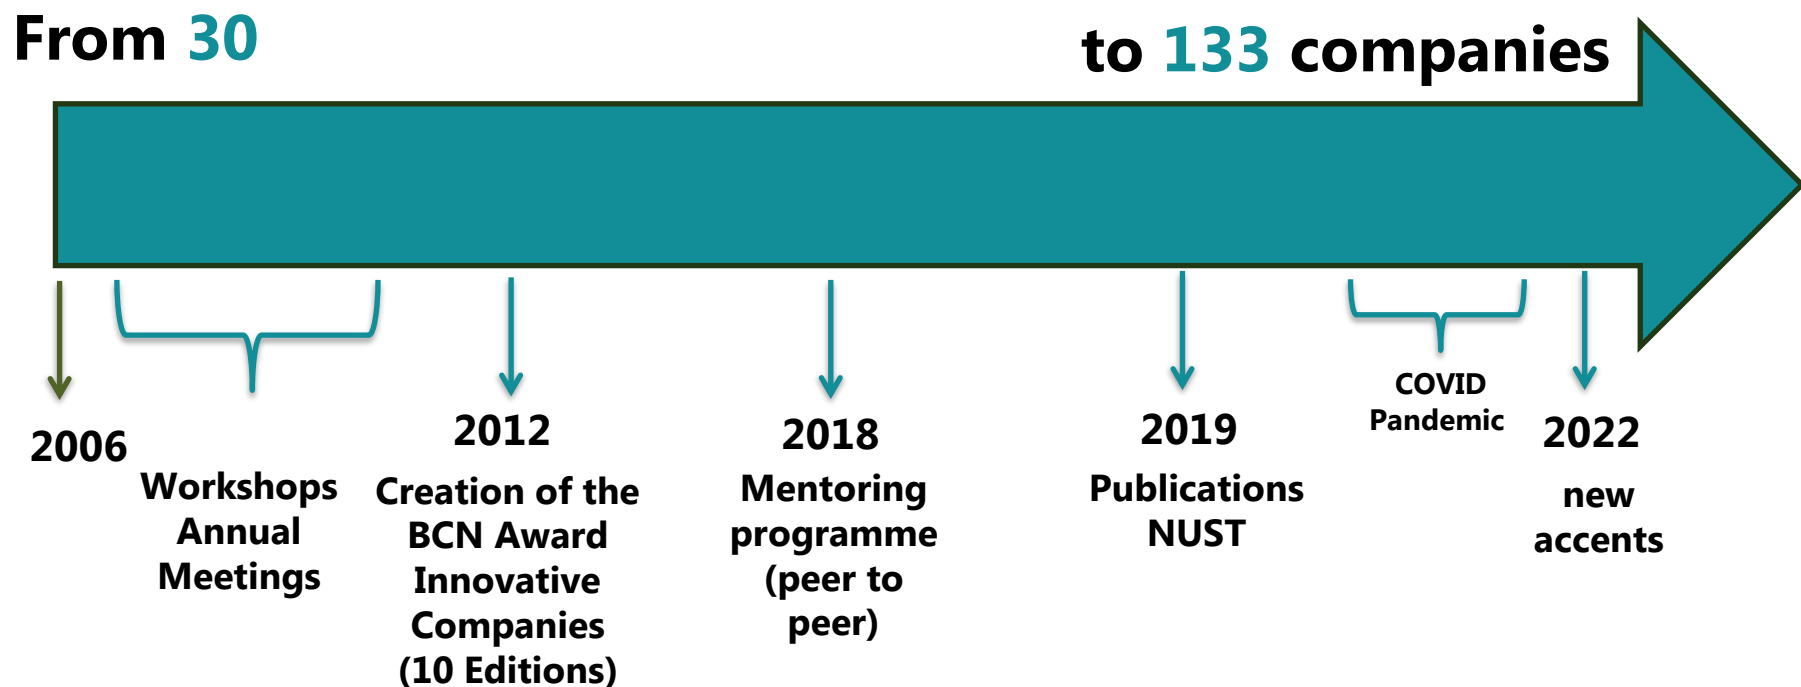 From 30
to 133 companies
2006
Workshops
Annual
Meetings
2012
Creation of the
BCN Award
Innovative
Companies
(10 Editions)
2018
Mentoring
programme
(peer to
peer)
2019
Publications
NUST
COVID
Pandemic
2022
new
accents